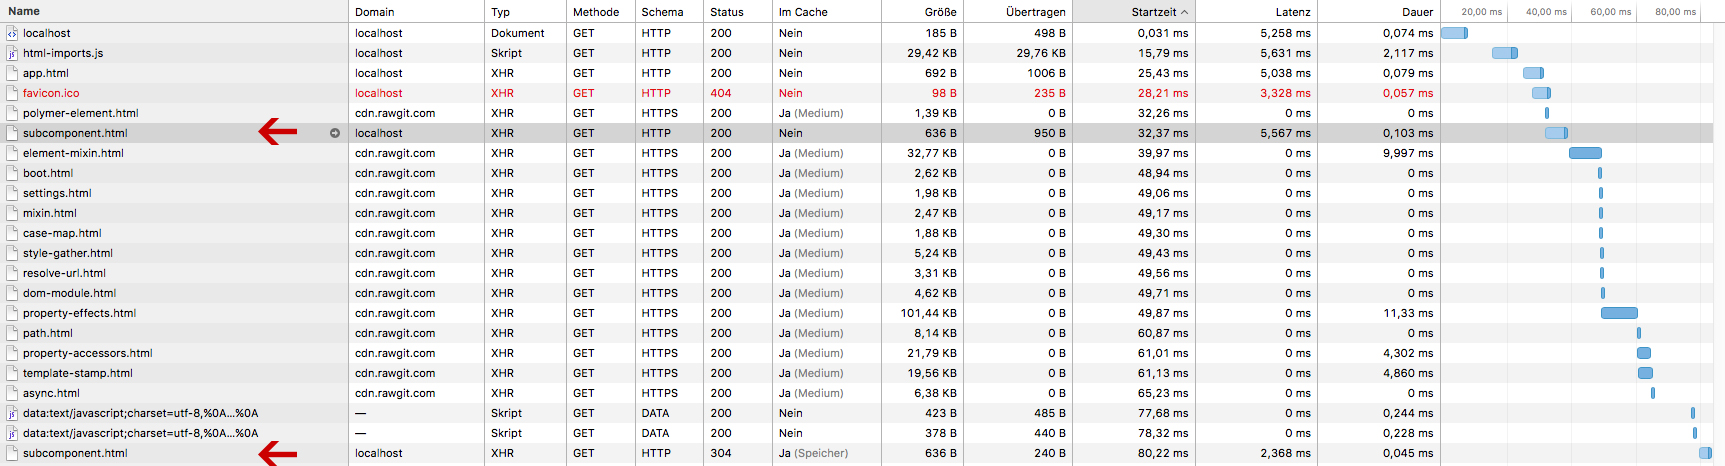 Name Domain Typ Methode Schema Status Im Cache Größe Übertragen Startzeit Latenz Dauer 20,00 ms 40,00 ms 60,00 ms 80,00 ms
localhost localhost Dokument GET HTTP 200 Nein 185 B 498 B 0,031 ms 5,258 ms 0,074 ms
html-imports.js localhost Skript GET HTTP 200 Nein 29,42 KB 29,76 KB 15,79 ms 5,631 ms 2,117 ms
app.html localhost XHR GET HTTP 200 Nein 692 B 1006 B 25,43 ms 5,038 ms 0,079 ms
favicon.ico localhost XHR GET HTTP 404 Nein 98 B 235 B 28,21 ms 3,328 ms 0,057 ms
polymer-element.html cdn.rawgit.com XHR GET HTTPS 200 Ja (Medium) 1,39 KB 0 B 32,26 ms 0 ms 0 ms
subcomponent.html localhost XHR GET HTTP 200 Nein 636 B 950 B 32,37 ms 5,567 ms 0,103 ms
element-mixin.html cdn.rawgit.com XHR GET HTTPS 200 Ja (Medium) 32,77 KB 0 B 39,97 ms 0 ms 9,997 ms
boot.html cdn.rawgit.com XHR GET HTTPS 200 Ja (Medium) 2,62 KB 0 B 48,94 ms 0 ms 0 ms
settings.html cdn.rawgit.com XHR GET HTTPS 200 Ja (Medium) 1,98 KB 0 B 49,06 ms 0 ms 0 ms
mixin.html cdn.rawgit.com XHR GET HTTPS 200 Ja (Medium) 2,47 KB 0 B 49,17 ms 0 ms 0 ms
case-map.html cdn.rawgit.com XHR GET HTTPS 200 Ja (Medium) 1,88 KB 0 B 49,30 ms 0 ms 0 ms
style-gather.html cdn.rawgit.com XHR GET HTTPS 200 Ja (Medium) 5,24 KB 0 B 49,43 ms 0 ms 0 ms
resolve-url.html cdn.rawgit.com XHR GET HTTPS 200 Ja (Medium) 3,31 KB 0 B 49,56 ms 0 ms 0 ms
dom-module.html cdn.rawgit.com XHR GET HTTPS 200 Ja (Medium) 4,62 KB 0 B 49,71 ms 0 ms 0 ms
property-effects.html cdn.rawgit.com XHR GET HTTPS 200 Ja (Medium) 101,44 KB 0 B 49,87 ms 0 ms 11,33 ms
path.html cdn.rawgit.com XHR GET HTTPS 200 Ja (Medium) 8,14 KB 0 B 60,87 ms 0 ms 0 ms
property-accessors.html cdn.rawgit.com XHR GET HTTPS 200 Ja (Medium) 21,79 KB 0 B 61,01 ms 0 ms 4,302 ms
template-stamp.html cdn.rawgit.com XHR GET HTTPS 200 Ja (Medium) 19,56 KB 0 B 61,13 ms 0 ms 4,860 ms
async.html cdn.rawgit.com XHR GET HTTPS 200 Ja (Medium) 6,38 KB 0 B 65,23 ms 0 ms 0 ms
data:text/javascript;charset=utf-8,%0A...%0A — Skript GET DATA 200 Nein 423 B 485 B 77,68 ms 0,244 ms
data:text/javascript;charset=utf-8,%0A...%0A — Skript GET DATA 200 Nein 378 B 440 B 78,32 ms 0,228 ms
subcomponent.html localhost XHR GET HTTP 304 Ja (Speicher) 636 B 240 B 80,22 ms 2,368 ms 0,045 ms